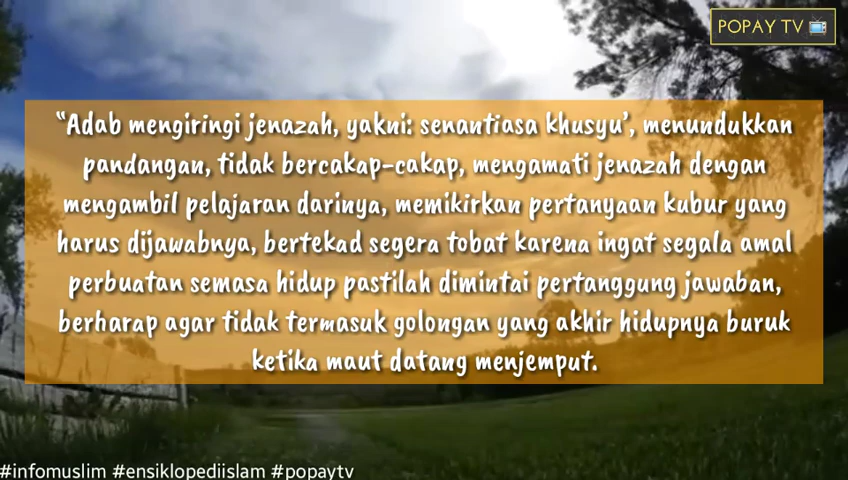 POPAY TV
“Adab mengiringi jenazah, yakni: senantiasa khusyu’, menundukkan
pandangan, tidak bercakap-cakap, mengamati jenazah dengan
mengambil pelajaran darinya, memikirkan pertanyaan kubur yang
harus dijawabnya, bertekad segera tobat karena ingat segala amal
perbuatan semasa hidup pastilah dimintai pertanggung jawaban,
berharap agar tidak termasuk golongan yang akhir hidupnya buruk
ketika maut datang menjemput.
#infomuslim #ensiklopediislam #popaytv